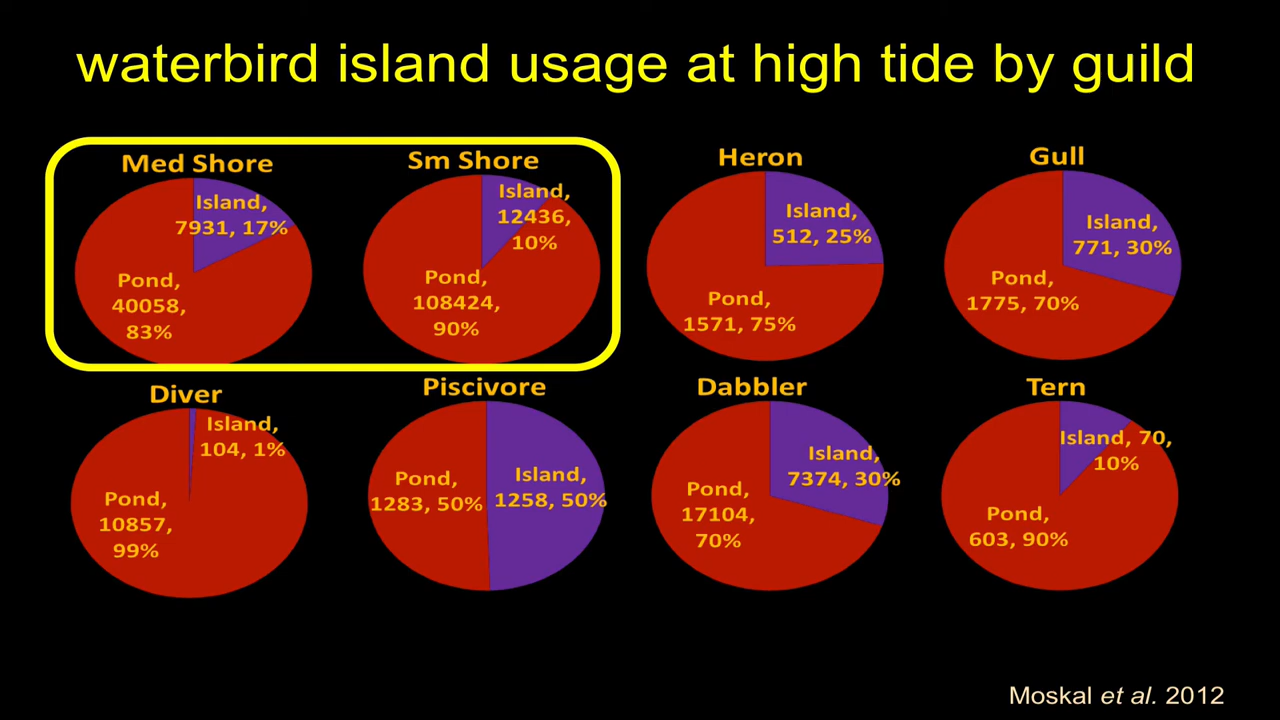 waterbird island usage at high tide by guild
Med Shore
Island,
7931, 17%
Pond,
40058,
83%
Sm Shore
Island,
12436,
10%
Pond,
108424,
90%
Heron
Island,
512, 25%
Pond,
1571, 75%
Gull
Island,
771, 30%
Pond,
1775, 70%
Diver
Island,
104, 1%
Pond,
10857,
99%
Piscivore
Pond,
1283, 50%
Island,
1258, 50%
Dabbler
Island,
7374, 30%
Pond,
17104,
70%
Tern
Island, 70,
10%
Pond,
603, 90%
Moskal et al. 2012